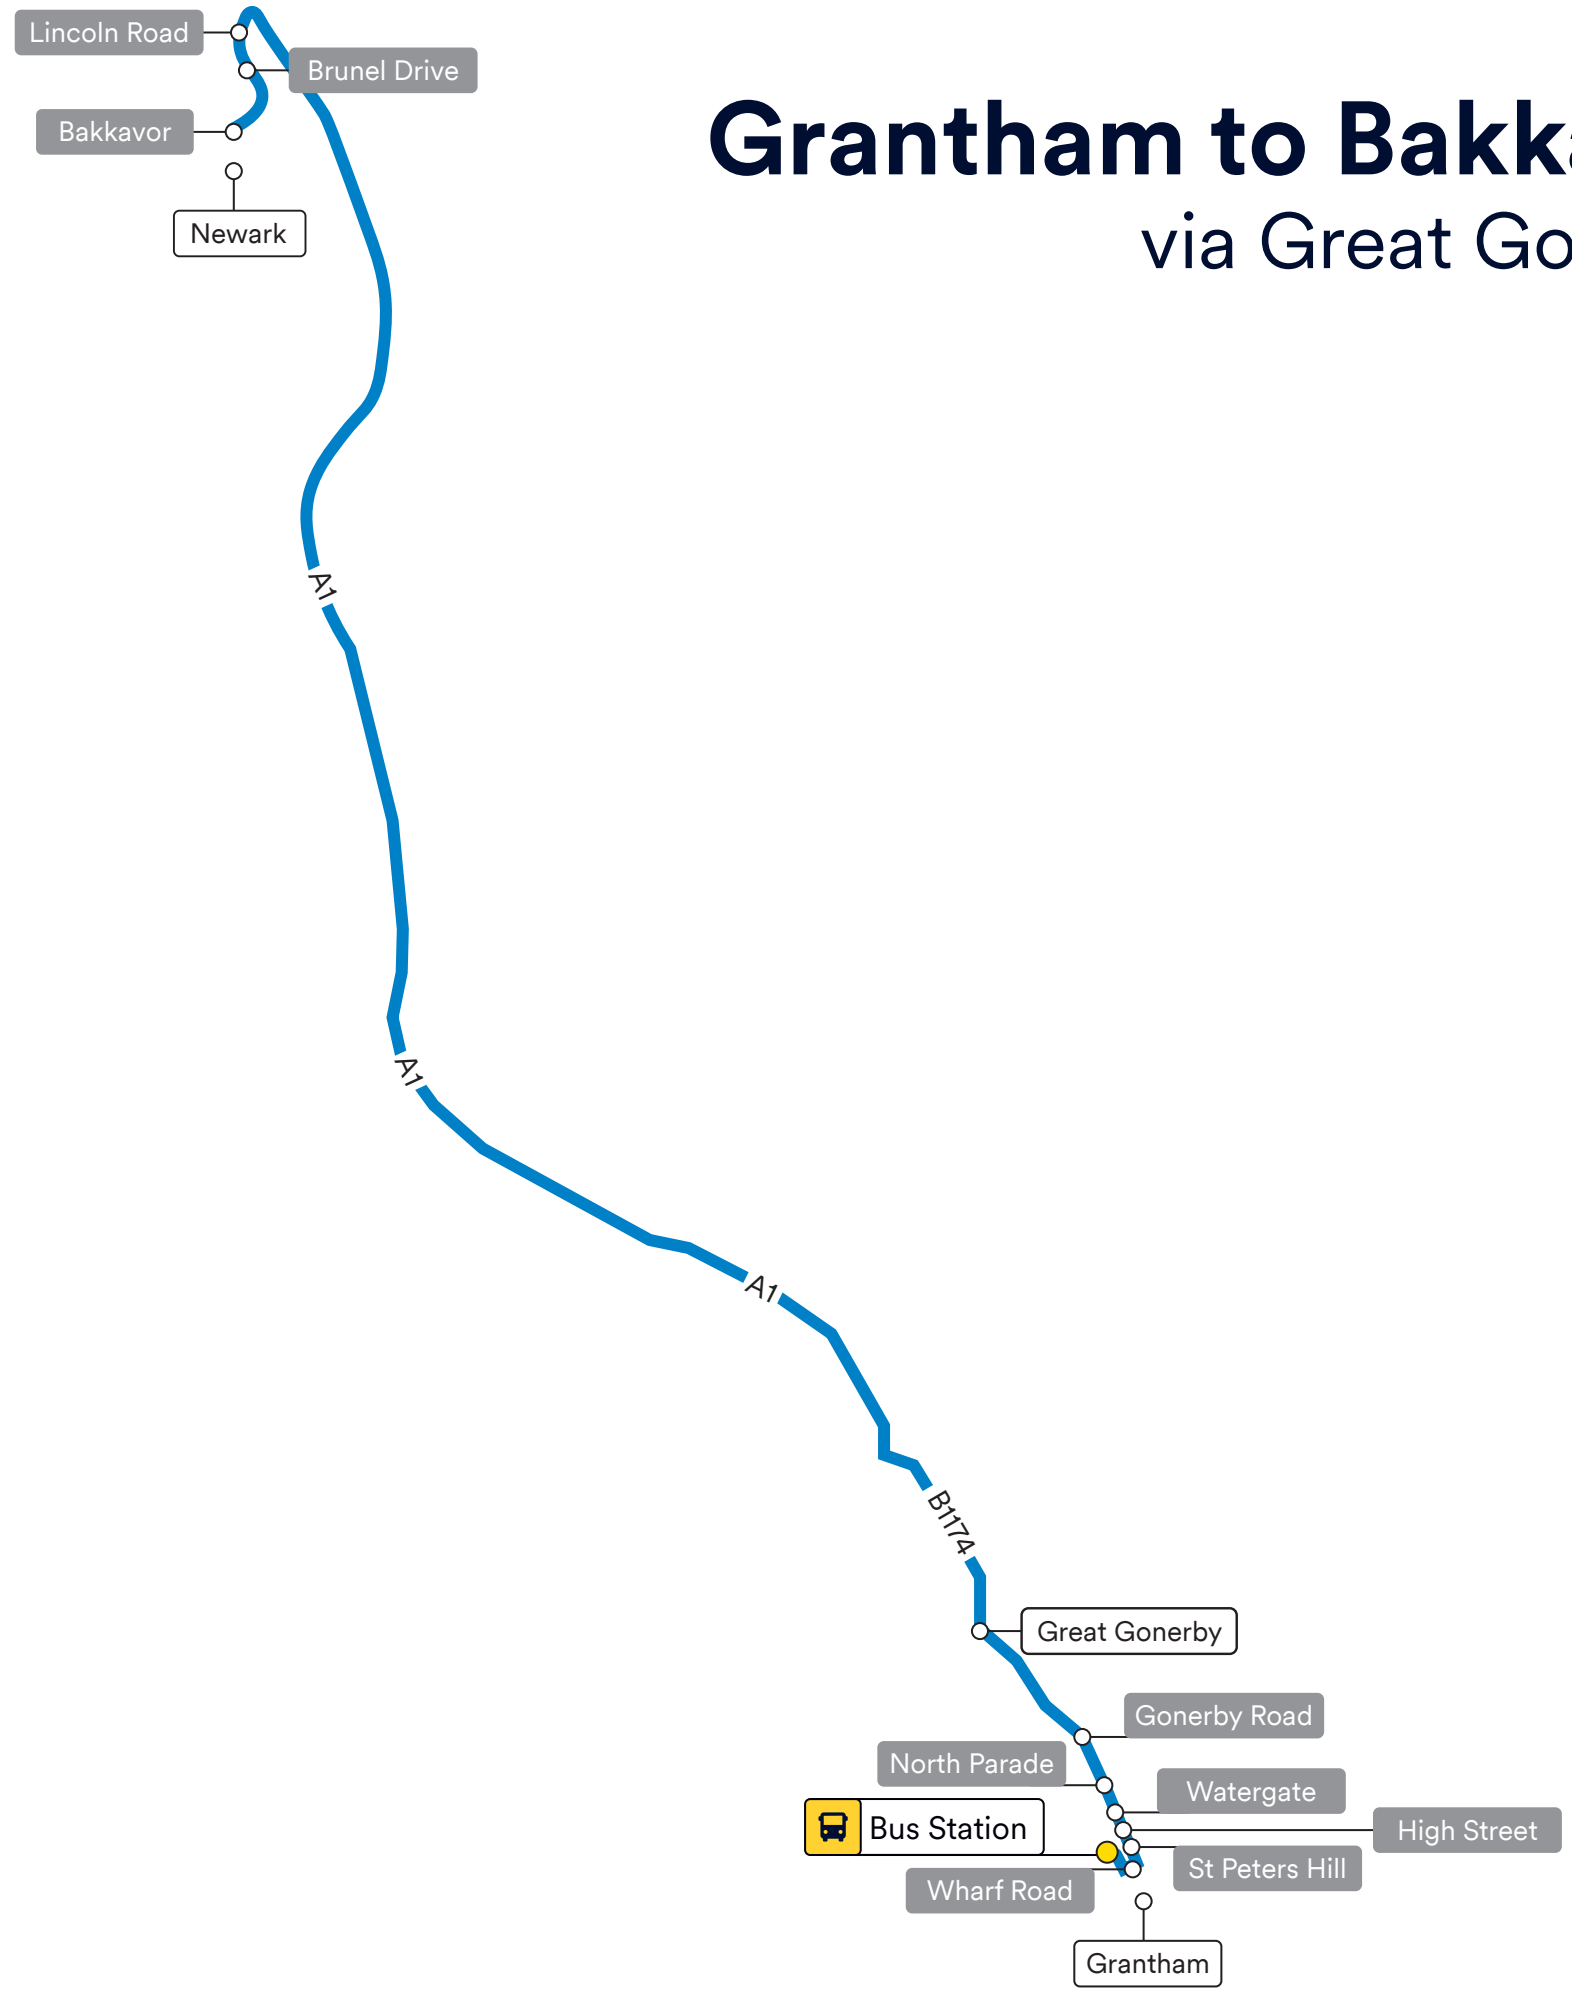 Lincoln Road
Brunel Drive
Bakkavor
Newark
Grantham to Bakka
via Great Go
A1
A1
A1
B1174
Great Gonerby
Gonerby Road
North Parade
Watergate
Bus Station
High Street
St Peters Hill
Wharf Road
Grantham